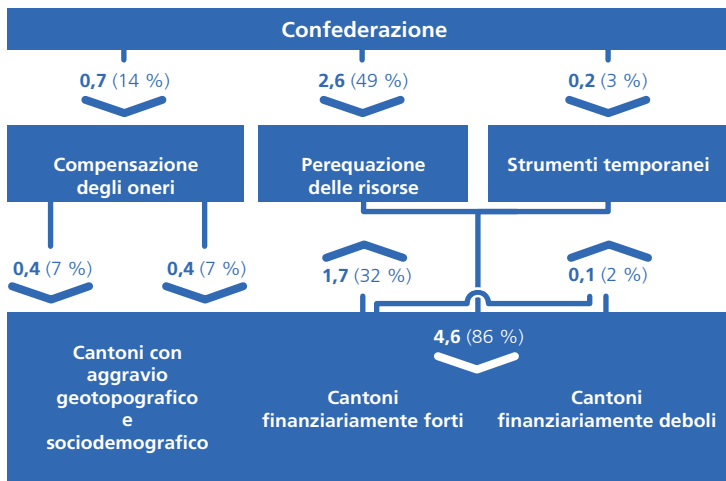 Confederazione
0,7 (14 %)
2,6 (49 %)
0,2 (3 %)
Compensazione
degli oneri
Perequazione
delle risorse
Strumenti temporanei
0,4 (7 %)
0,4 (7 %)
1,7 (32 %)
0,1 (2 %)
4,6 (86 %)
Cantoni con
aggravio
geotopografico
e
sociodemografico
Cantoni
finanziariamente forti
Cantoni
finanziariamente deboli